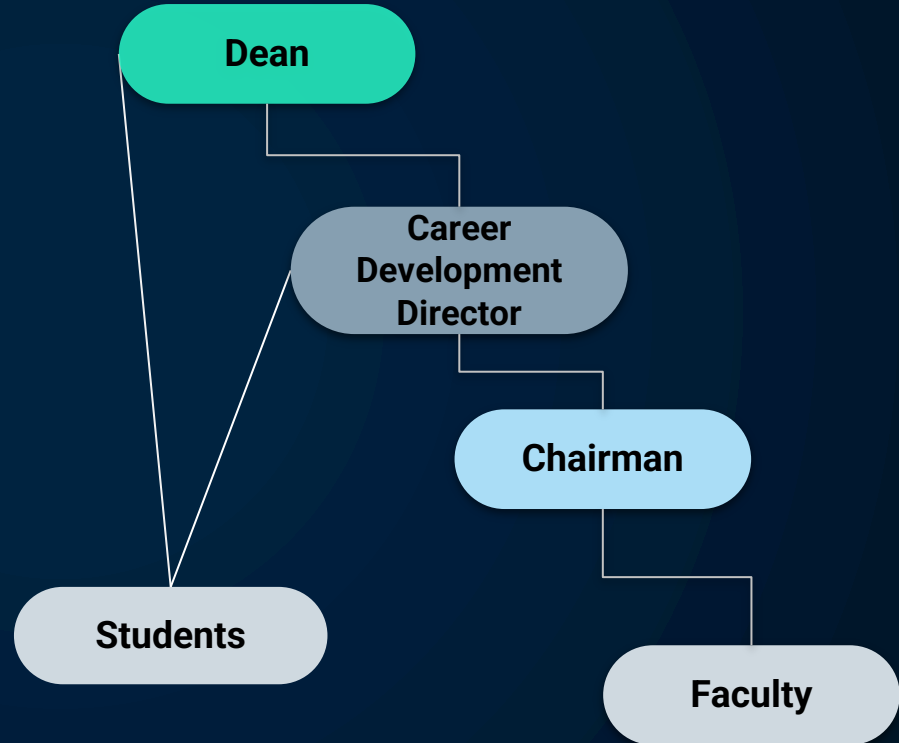 Dean
Career
Development
Director
Chairman
Students
Faculty